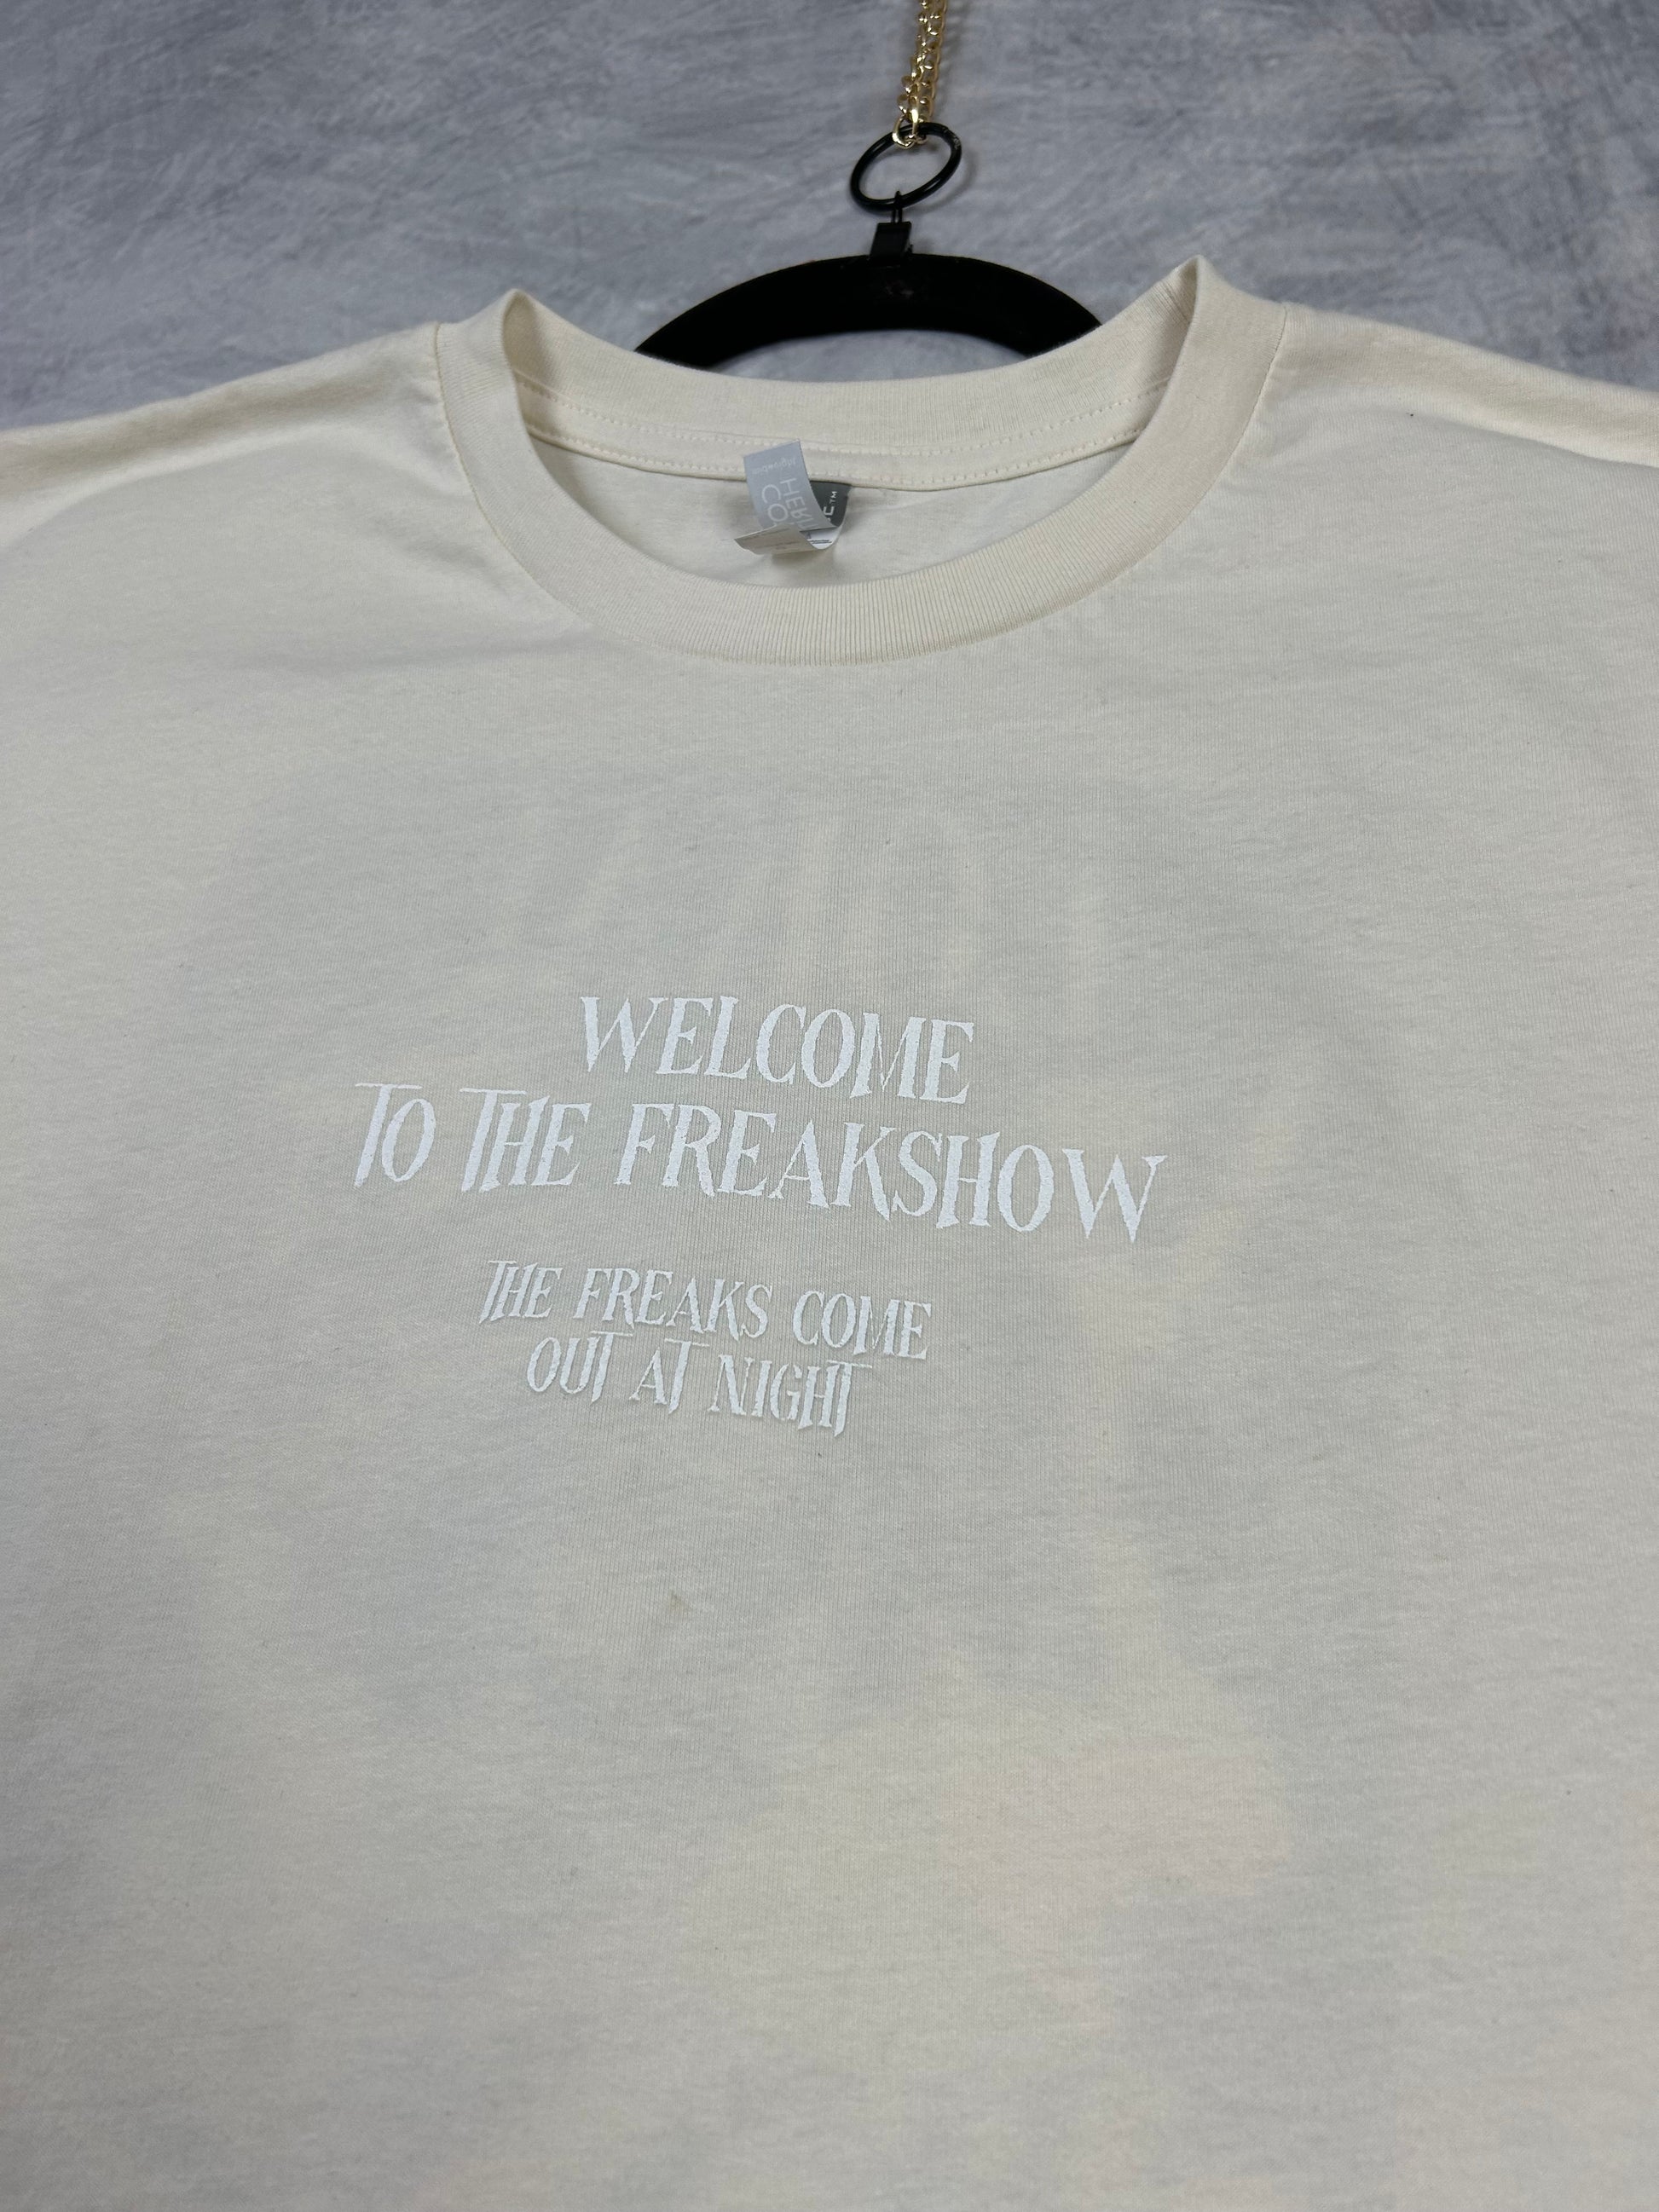 WELCOME
TO THE FREAKSHOW
THE FREAKS COME
OUT AT NIGHT